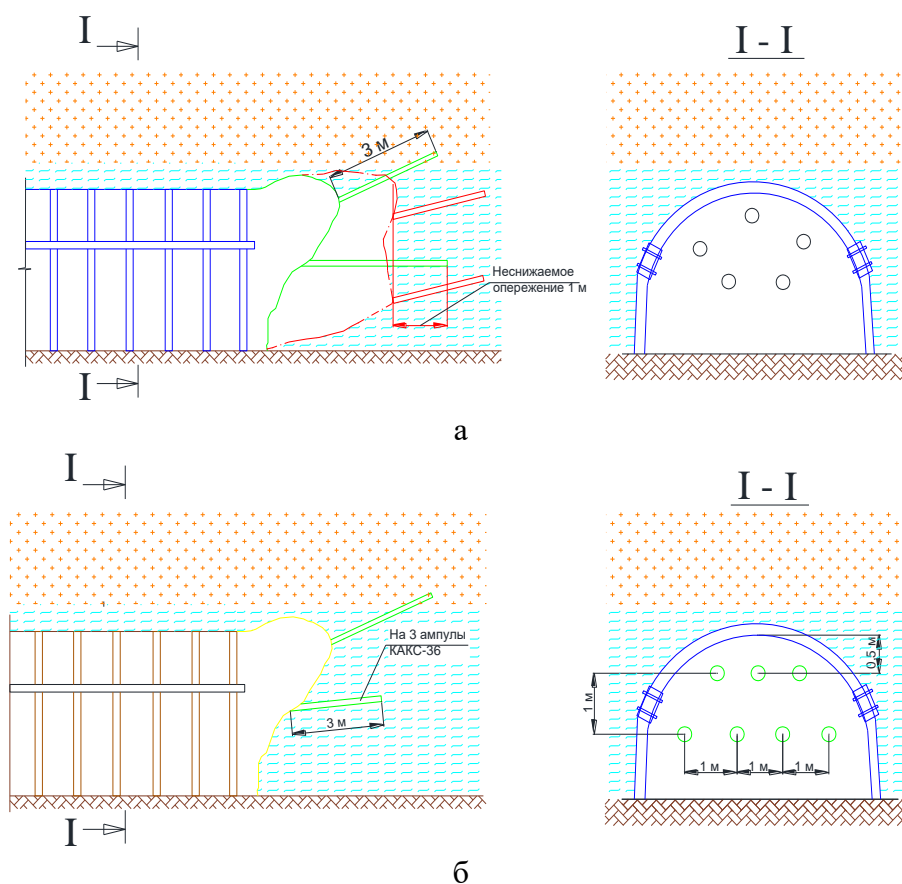 I
I - I
3 м
Неснижаемое
опережение 1 м
I
а
I
I - I
На 3 ампулы
КАКС-36
3 м
0,5 м
1 м
1 м
1 м
1 м
I
б